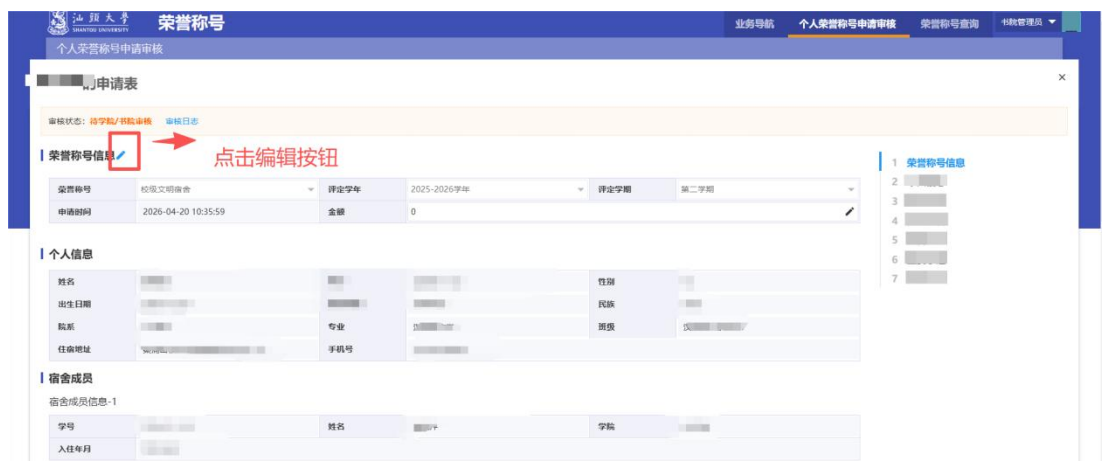 汕頭大學 荣誉称号 业务导航 个人荣誉称号申请审核 荣誉称号查询 书院管理员
SHANTOU UNIVERSITY
个人荣誉称号申请审核
的申请表 ×
审核状态：待学院/书院审核 审核日志
荣誉称号信息 点击编辑按钮
1 荣誉称号信息
荣誉称号 校级文明宿舍 评定学年 2025-2026学年 评定学期 第二学期
2
申请时间 2026-04-20 10:35:59 金额 0
3
4
5
个人信息
6
姓名 性别
7
出生日期 民族
院系 专业 班级
住宿地址 手机号
宿舍成员
宿舍成员信息-1
学号 姓名 学院
入住年月